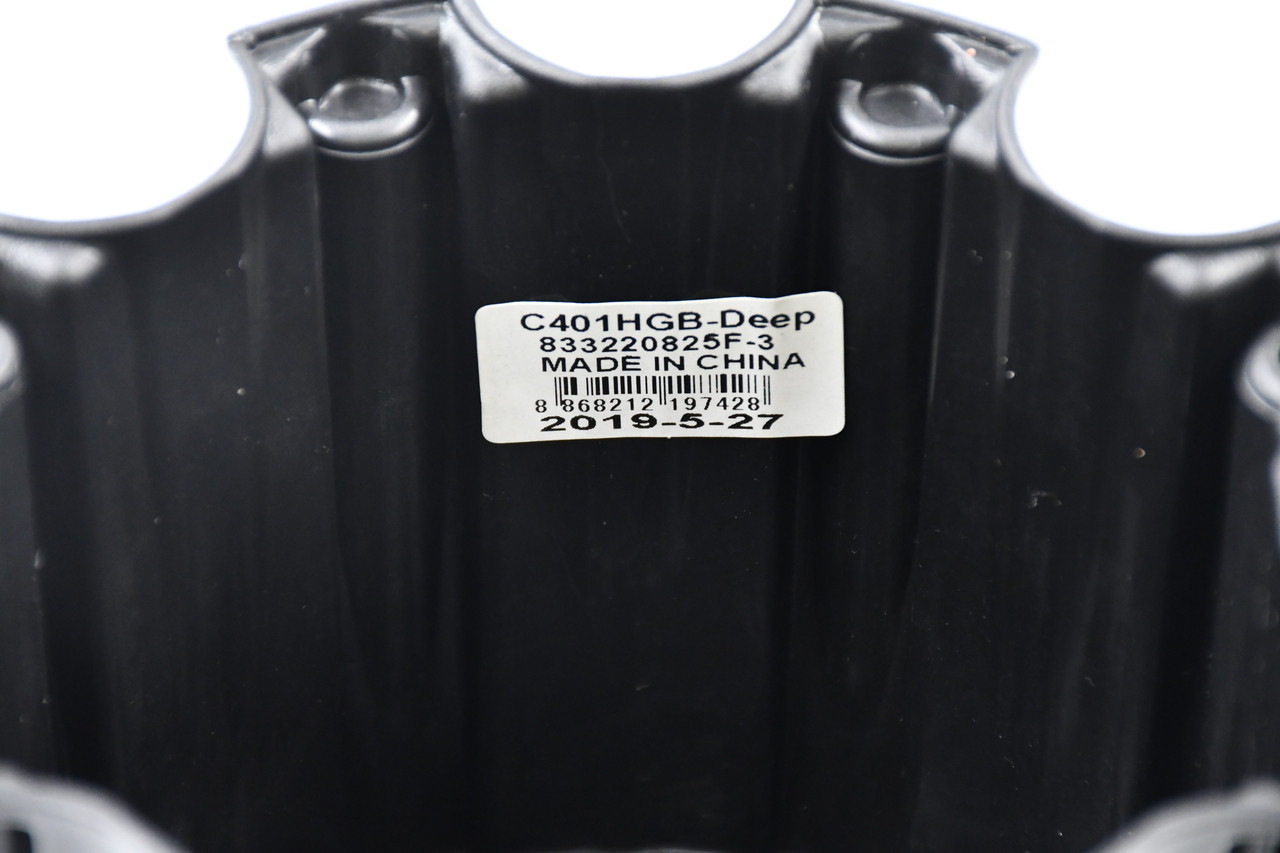 C401HGB-Deep
833220825F-3
MADE IN CHINA
8 868212 197428
2019-5-27